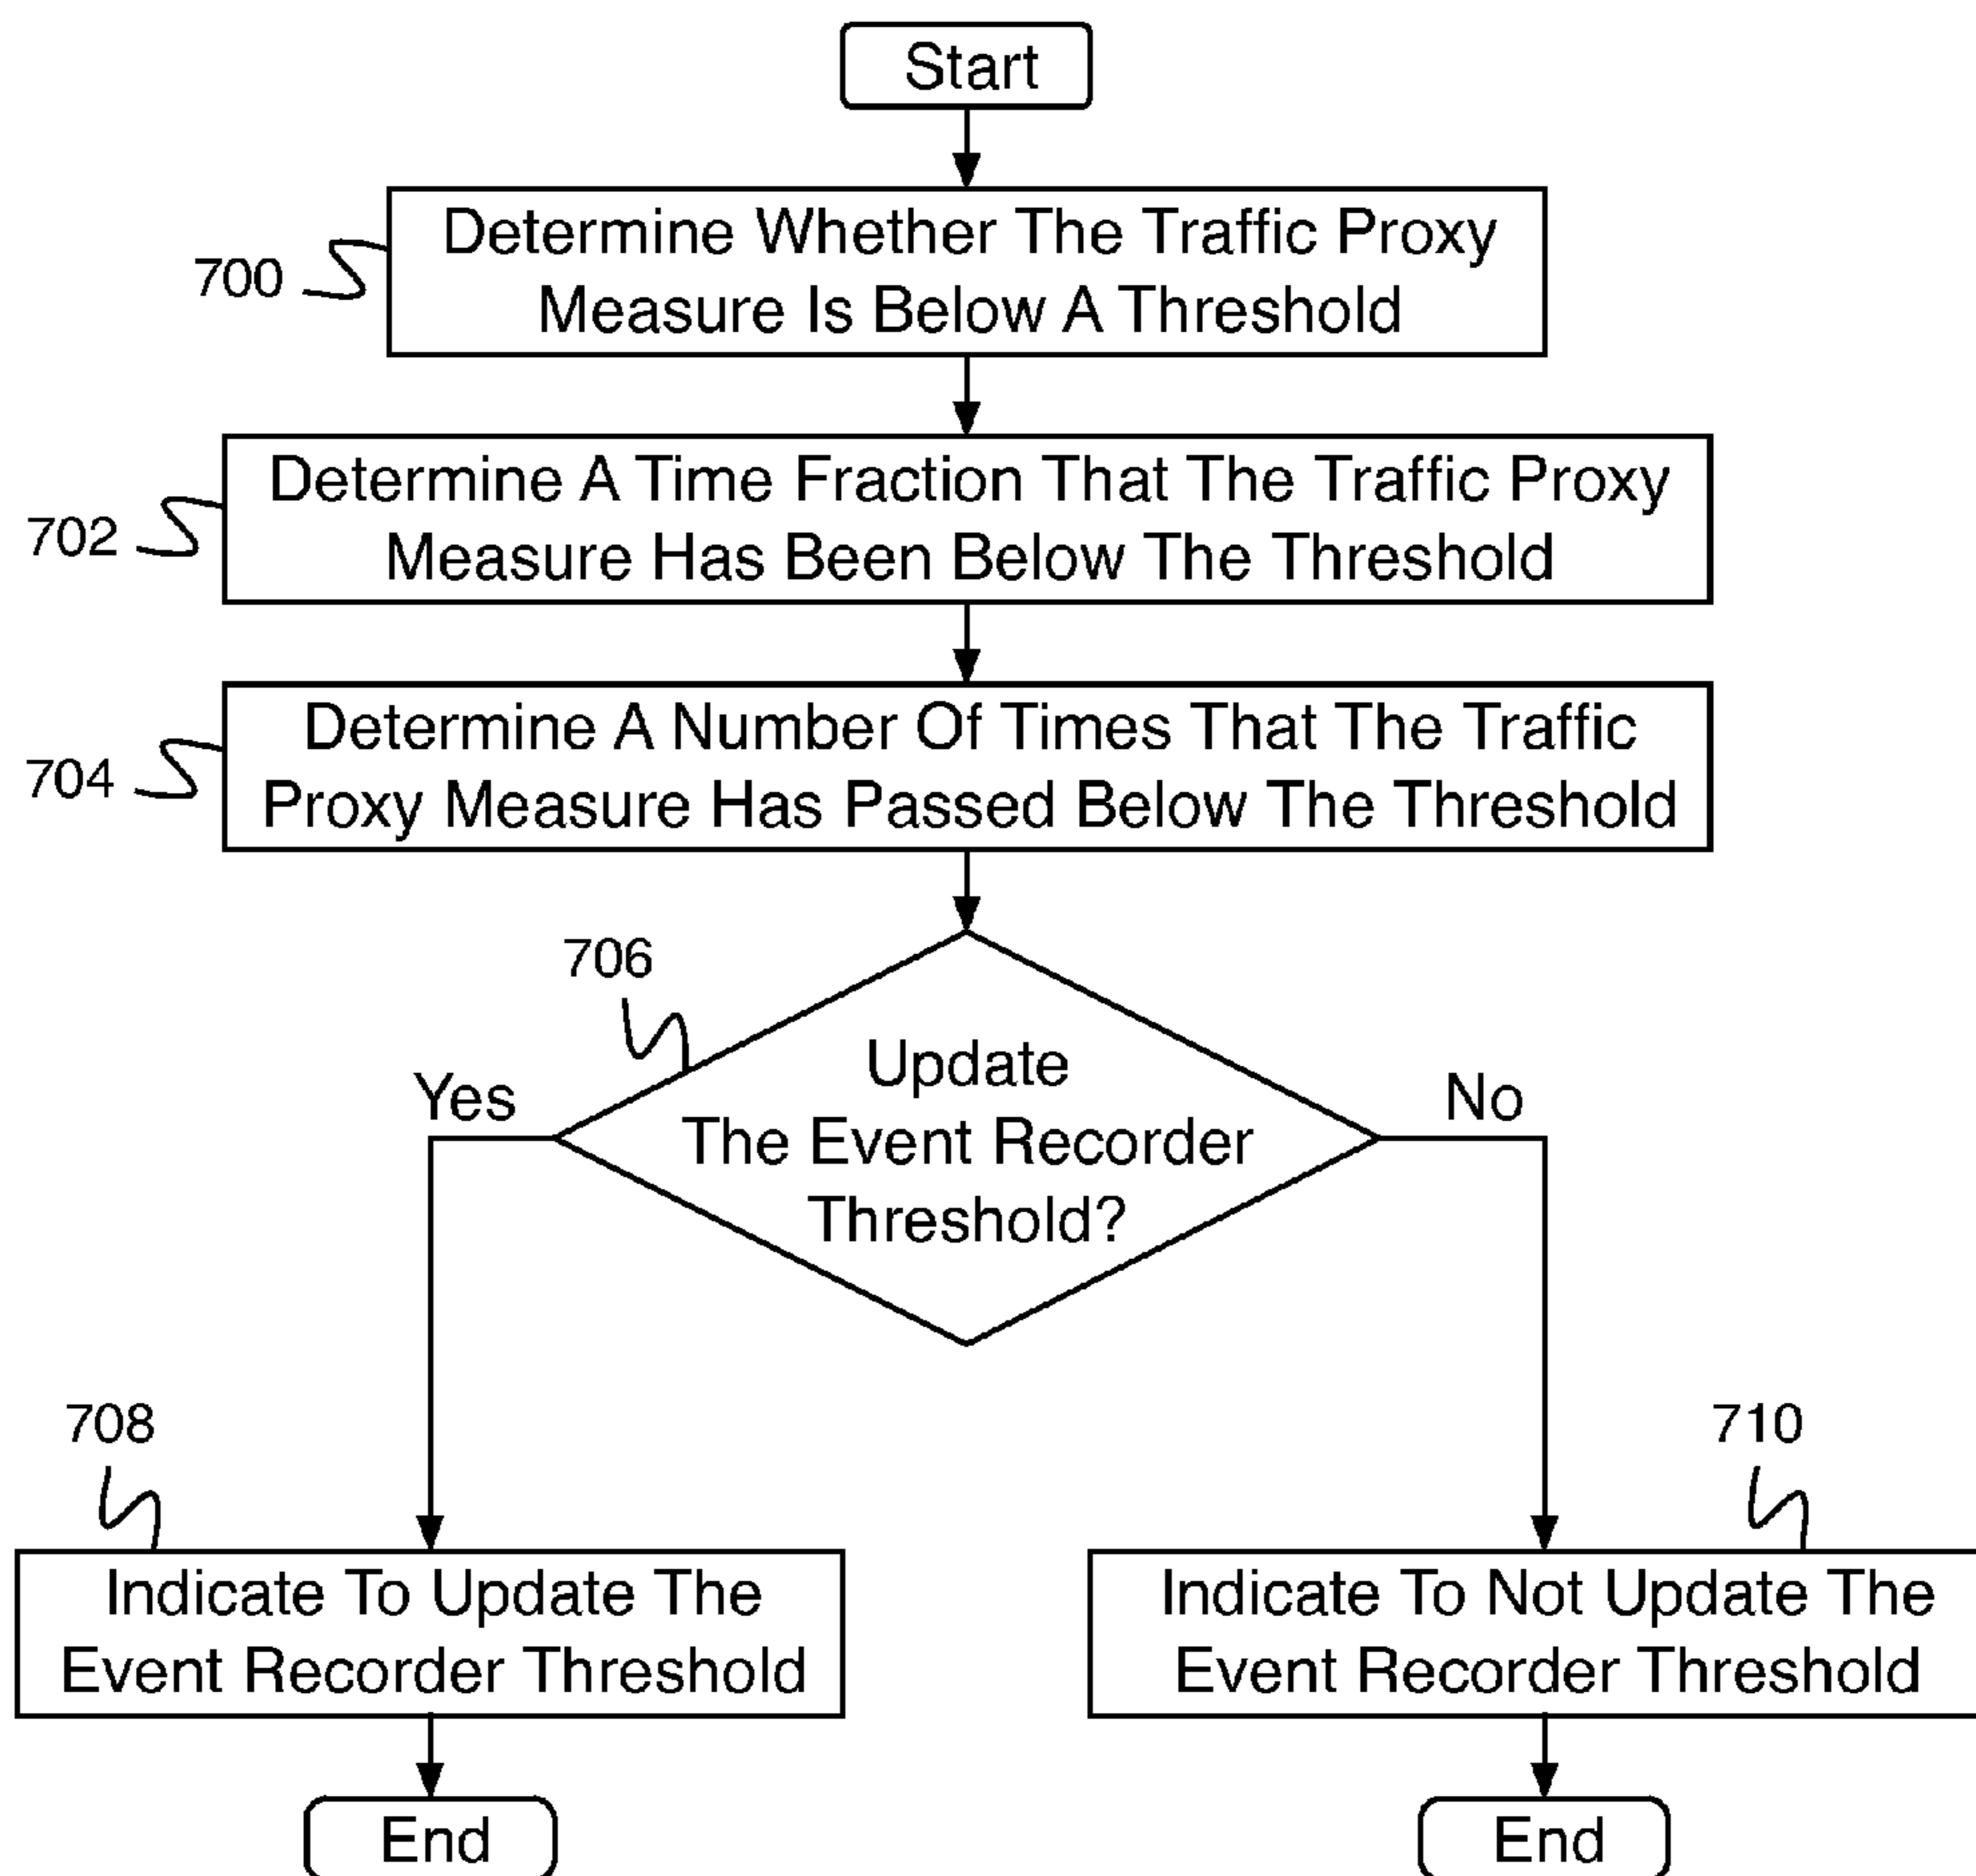 Start
700
Determine Whether The Traffic Proxy
Measure Is Below A Threshold
702
Determine A Time Fraction That The Traffic Proxy
Measure Has Been Below The Threshold
704
Determine A Number Of Times That The Traffic
Proxy Measure Has Passed Below The Threshold
706
Update
The Event Recorder
Threshold?
Yes
No
708
Indicate To Update The
Event Recorder Threshold
710
Indicate To Not Update The
Event Recorder Threshold
End
End